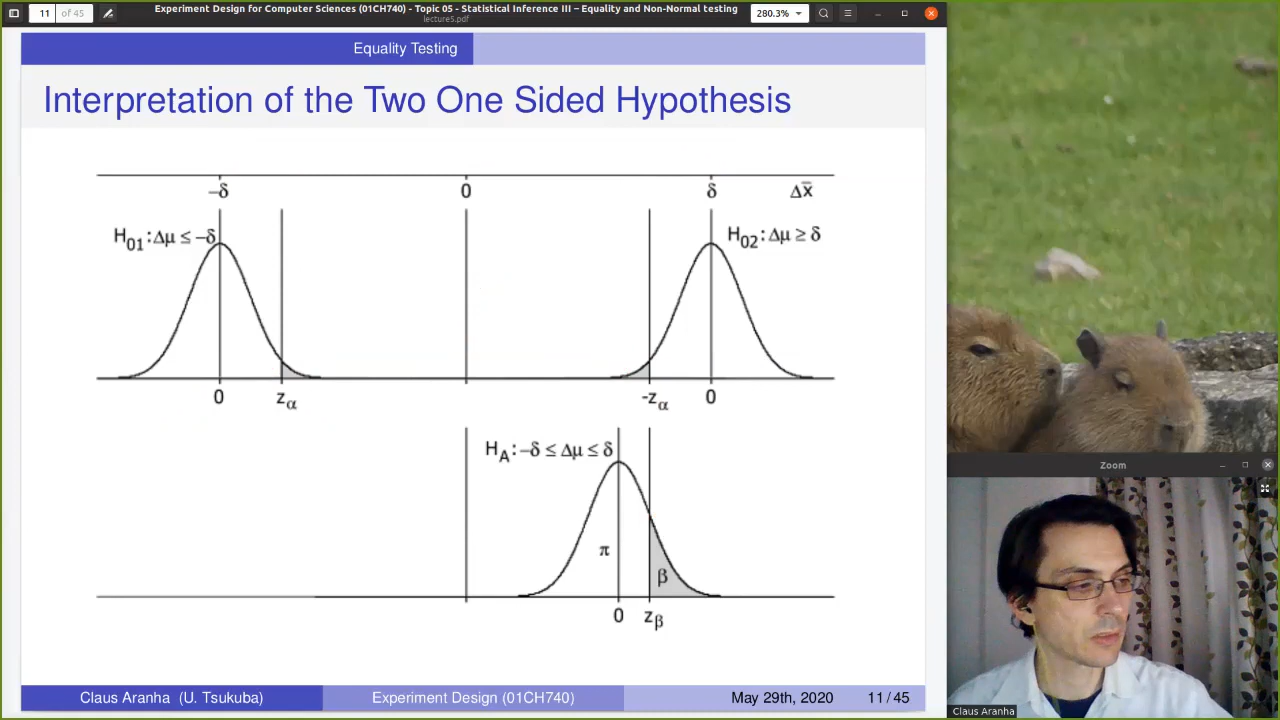 11 of 45
Experiment Design for Computer Sciences (01CH740) - Topic 05 - Statistical Inference III – Equality and Non-Normal testing
lecture5.pdf
280.3%
Equality Testing
Interpretation of the Two One Sided Hypothesis
–δ 0 δ Δx̄
H₀₁:Δμ ≤ –δ
H₀₂:Δμ ≥ δ
0 zα -zα 0
H_A:–δ ≤ Δμ ≤ δ
π
β
0 zβ
Claus Aranha (U. Tsukuba) Experiment Design (01CH740) May 29th, 2020 11 / 45
Zoom
Claus Aranha